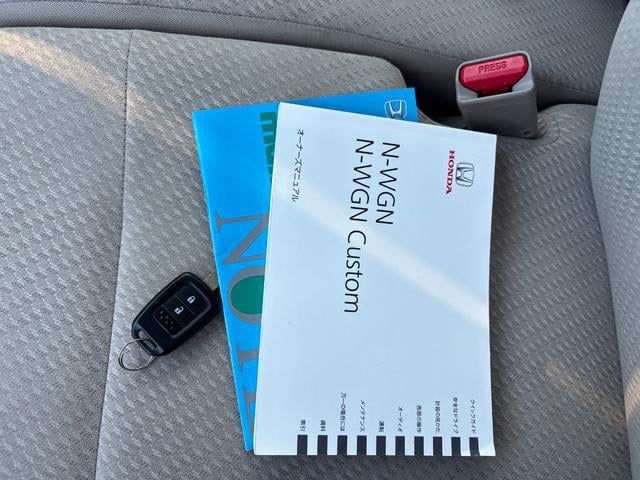 PRESS
HONDA
N-WGN
N-WGN Custom
オーナーズマニュアル
クイックガイド
安全なドライブ
計器の見かた
各部の操作
オーディオ
運転
メンテナンス
万一の場合には
資料
索引